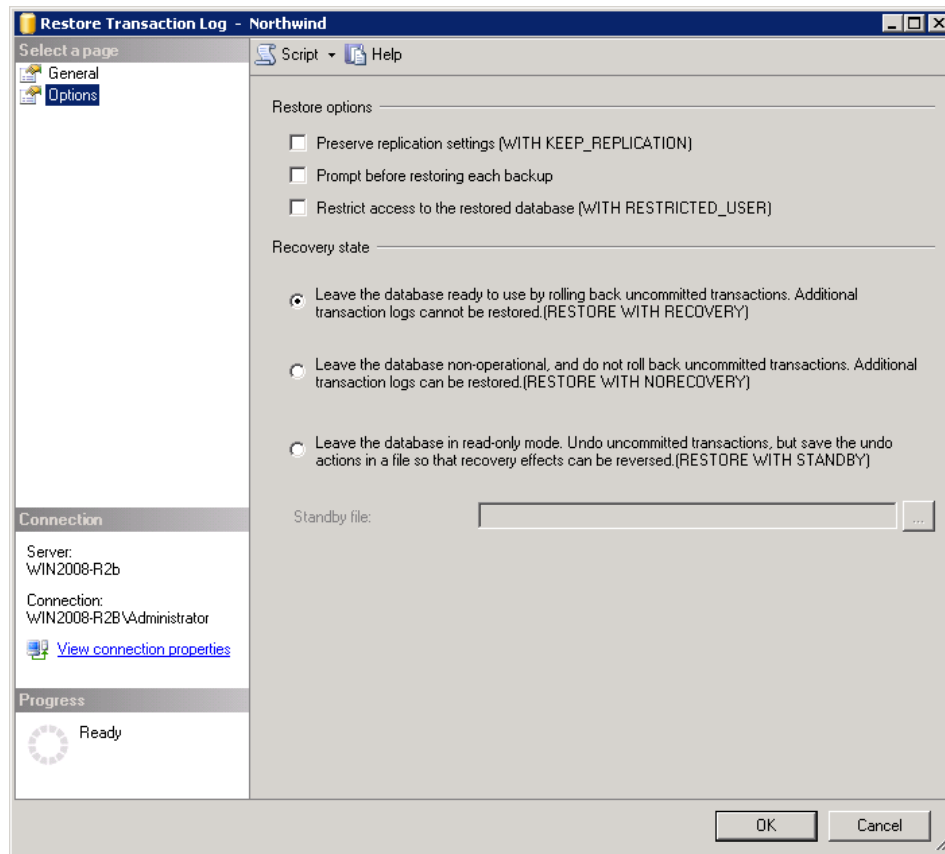 Restore Transaction Log - Northwind
Select a page
General
Options
Script
Help
Restore options
Preserve replication settings (WITH KEEP_REPLICATION)
Prompt before restoring each backup
Restrict access to the restored database (WITH RESTRICTED_USER)
Recovery state
Leave the database ready to use by rolling back uncommitted transactions. Additional
transaction logs cannot be restored.(RESTORE WITH RECOVERY)
Leave the database non-operational, and do not roll back uncommitted transactions. Additional
transaction logs can be restored.(RESTORE WITH NORECOVERY)
Leave the database in read-only mode. Undo uncommitted transactions, but save the undo
actions in a file so that recovery effects can be reversed.(RESTORE WITH STANDBY)
Standby file:
...
Connection
Server:
WIN2008-R2b
Connection:
WIN2008-R2B\Administrator
View connection properties
Progress
Ready
OK
Cancel